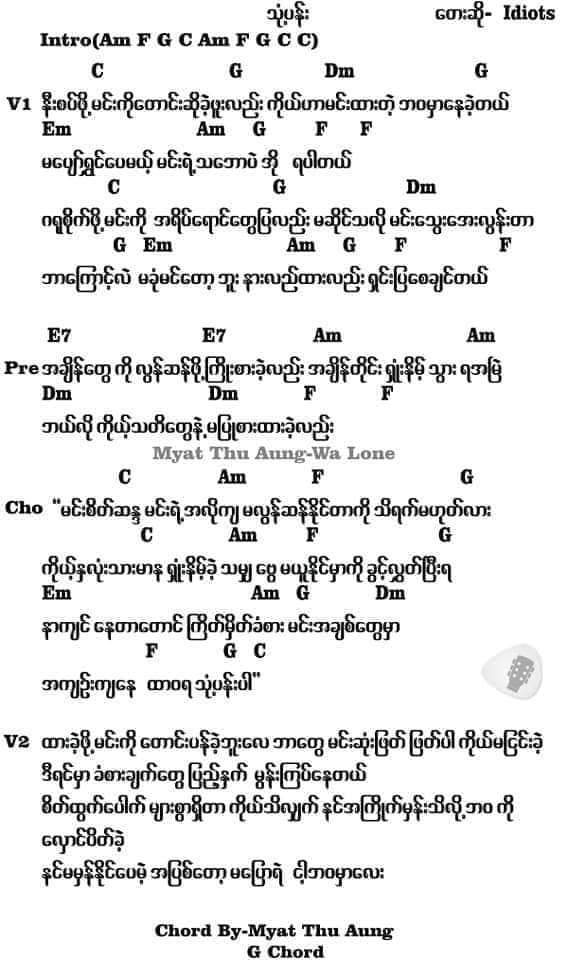 သုံ့ပန်း တေးဆို- Idiots
Intro(Am F G C Am F G C C)
C G Dm G
V1 နီးစပ်ဖို့ မင်းကိုတောင်းဆိုခဲ့ဖူးလည်း ကိုယ်ဟာမင်းထားတဲ့ ဘဝမှာနေခဲ့တယ်
Em Am G F F
မပျော်ရွှင်ပေမယ့် မင်းရဲ့သဘောပဲ အို ရပါတယ်
C G Dm
ဂရုစိုက်ဖို့ မင်းကို အရိပ်ရောင်တွေပြလည်း မဆိုင်သလို မင်းသွေးအေးလွန်းတာ
G Em Am G F F
ဘာကြောင့်လဲ မခုံမင်တော့ ဘူး နားလည်ထားလည်း ရှင်းပြစေချင်တယ်
E7 E7 Am Am
Pre အချိန်တွေ ကို လွန်ဆန်ဖို့ကြိုးစားခဲ့လည်း အချိန်တိုင်း ရှုံးနိမ့် သွား ရအမြဲ
Dm Dm F F
ဘယ်လို ကိုယ့်သတိတွေနဲ့ မပြုစားထားခဲ့လည်း
Myat Thu Aung-Wa Lone
C Am F G
Cho "မင်းစိတ်ဆန္ဒ မင်းရဲ့အလိုကျ မလွန်ဆန်နိုင်တာကို သိရက်မဟုတ်လား
C Am F G
ကိုယ့်နှလုံးသားမာန ရှုံးနိမ့်ခဲ့ သမျှ ဗွေ မယူနိုင်မှာကို ခွင့်လွှတ်ပြီးရ
Em Am G Dm
နာကျင် နေတာတောင် ကြိတ်မှိတ်ခံစား မင်းအချစ်တွေမှာ
F G C
အကျဉ်းကျနေ ထာဝရ သုံ့ပန်းပါ"
V2 ထားခဲ့ဖို့ မင်းကို တောင်းပန်ခဲ့ဘူးလေ ဘာတွေ မင်းဆုံးဖြတ် ဖြတ်ပါ ကိုယ်မငြင်းခဲ့
ဒီရင်မှာ ခံစားချက်တွေ ပြည့်နှက် မွန်းကြပ်နေတယ်
စိတ်ထွက်ပေါက် များစွာရှိတာ ကိုယ်သိလျှက် နင်အကြိုက်မှန်းသိလို့ ဘဝ ကို
လှောင်ပိတ်ခဲ့
နင်မမှန်နိုင်ပေမဲ့ အပြစ်တော့ မပြောရဲ ငါ့ဘဝမှာလေး
Chord By-Myat Thu Aung
G Chord